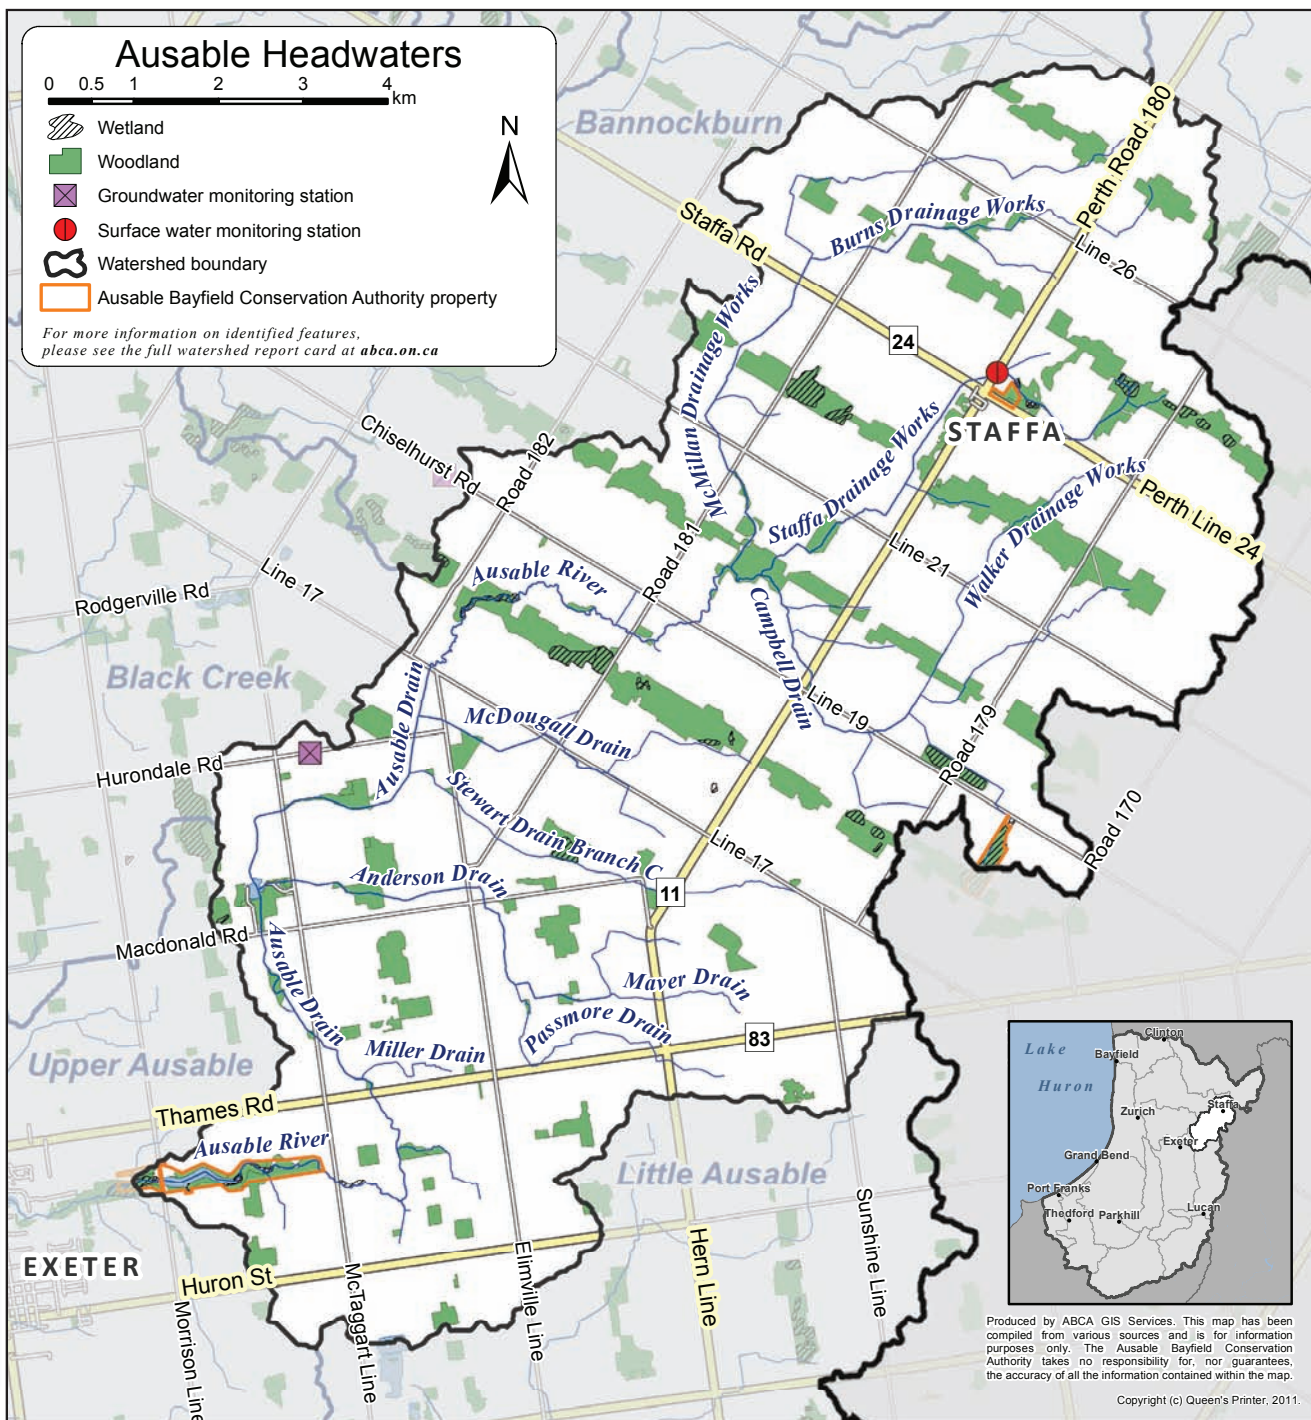 Ausable Headwaters
0 0.5 1 2 3 4
km
Wetland
Woodland
Groundwater monitoring station
Surface water monitoring station
Watershed boundary
Ausable Bayfield Conservation Authority property
For more information on identified features,
please see the full watershed report card at abca.on.ca
N
Bannockburn
Perth Road 180
Staffa Rd
Burns Drainage Works
Line 26
McMillan Drainage Works
24
STAFFA
Staffa Drainage Works
Chiselhurst Rd
Road 182
Perth Line 24
Walker Drainage Works
Line 21
Road 181
Line 17
Ausable River
Rodgerville Rd
Campbell Drain
Black Creek
Ausable Drain
McDougall Drain
Line 19
Road 179
Hurondale Rd
Stewart Drain Branch C
Road 170
Line 17
Anderson Drain
11
Macdonald Rd
Ausable Drain
Maver Drain
Passmore Drain
83
Miller Drain
Upper Ausable
Thames Rd
Ausable River
Little Ausable
EXETER
Huron St
Morrison Line
McTaggart Line
Elimville Line
Hern Line
Sunshine Line
Lake
Huron
Clinton
Bayfield
Zurich
Staffa
Exeter
Grand Bend
Port Franks
Thedford
Parkhill
Lucan
Produced by ABCA GIS Services. This map has been
compiled from various sources and is for information
purposes only. The Ausable Bayfield Conservation
Authority takes no responsibility for, nor guarantees,
the accuracy of all the information contained within the map.
Copyright (c) Queen's Printer, 2011.